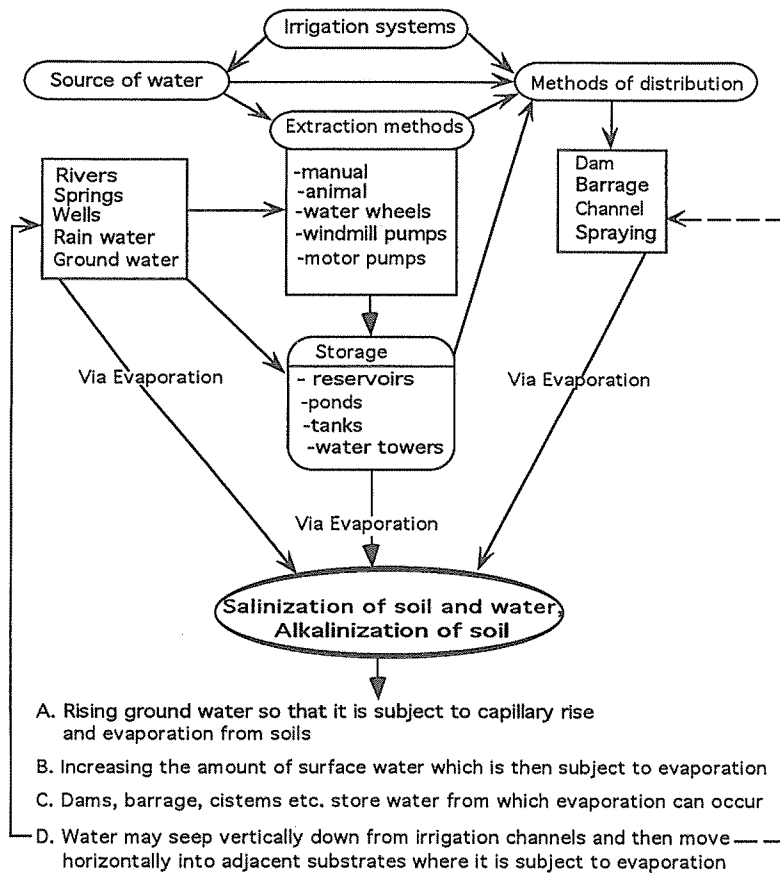 Irrigation systems
Source of water
Methods of distribution
Extraction methods
-manual
-animal
-water wheels
-windmill pumps
-motor pumps
Rivers
Springs
Wells
Rain water
Ground water
Dam
Barrage
Channel
Spraying
Storage
- reservoirs
-ponds
-tanks
-water towers
Via Evaporation
Via Evaporation
Via Evaporation
Salinization of soil and water,
Alkalinization of soil
A. Rising ground water so that it is subject to capillary rise
and evaporation from soils
B. Increasing the amount of surface water which is then subject to evaporation
C. Dams, barrage, cistems etc. store water from which evaporation can occur
D. Water may seep vertically down from irrigation channels and then move
horizontally into adjacent substrates where it is subject to evaporation